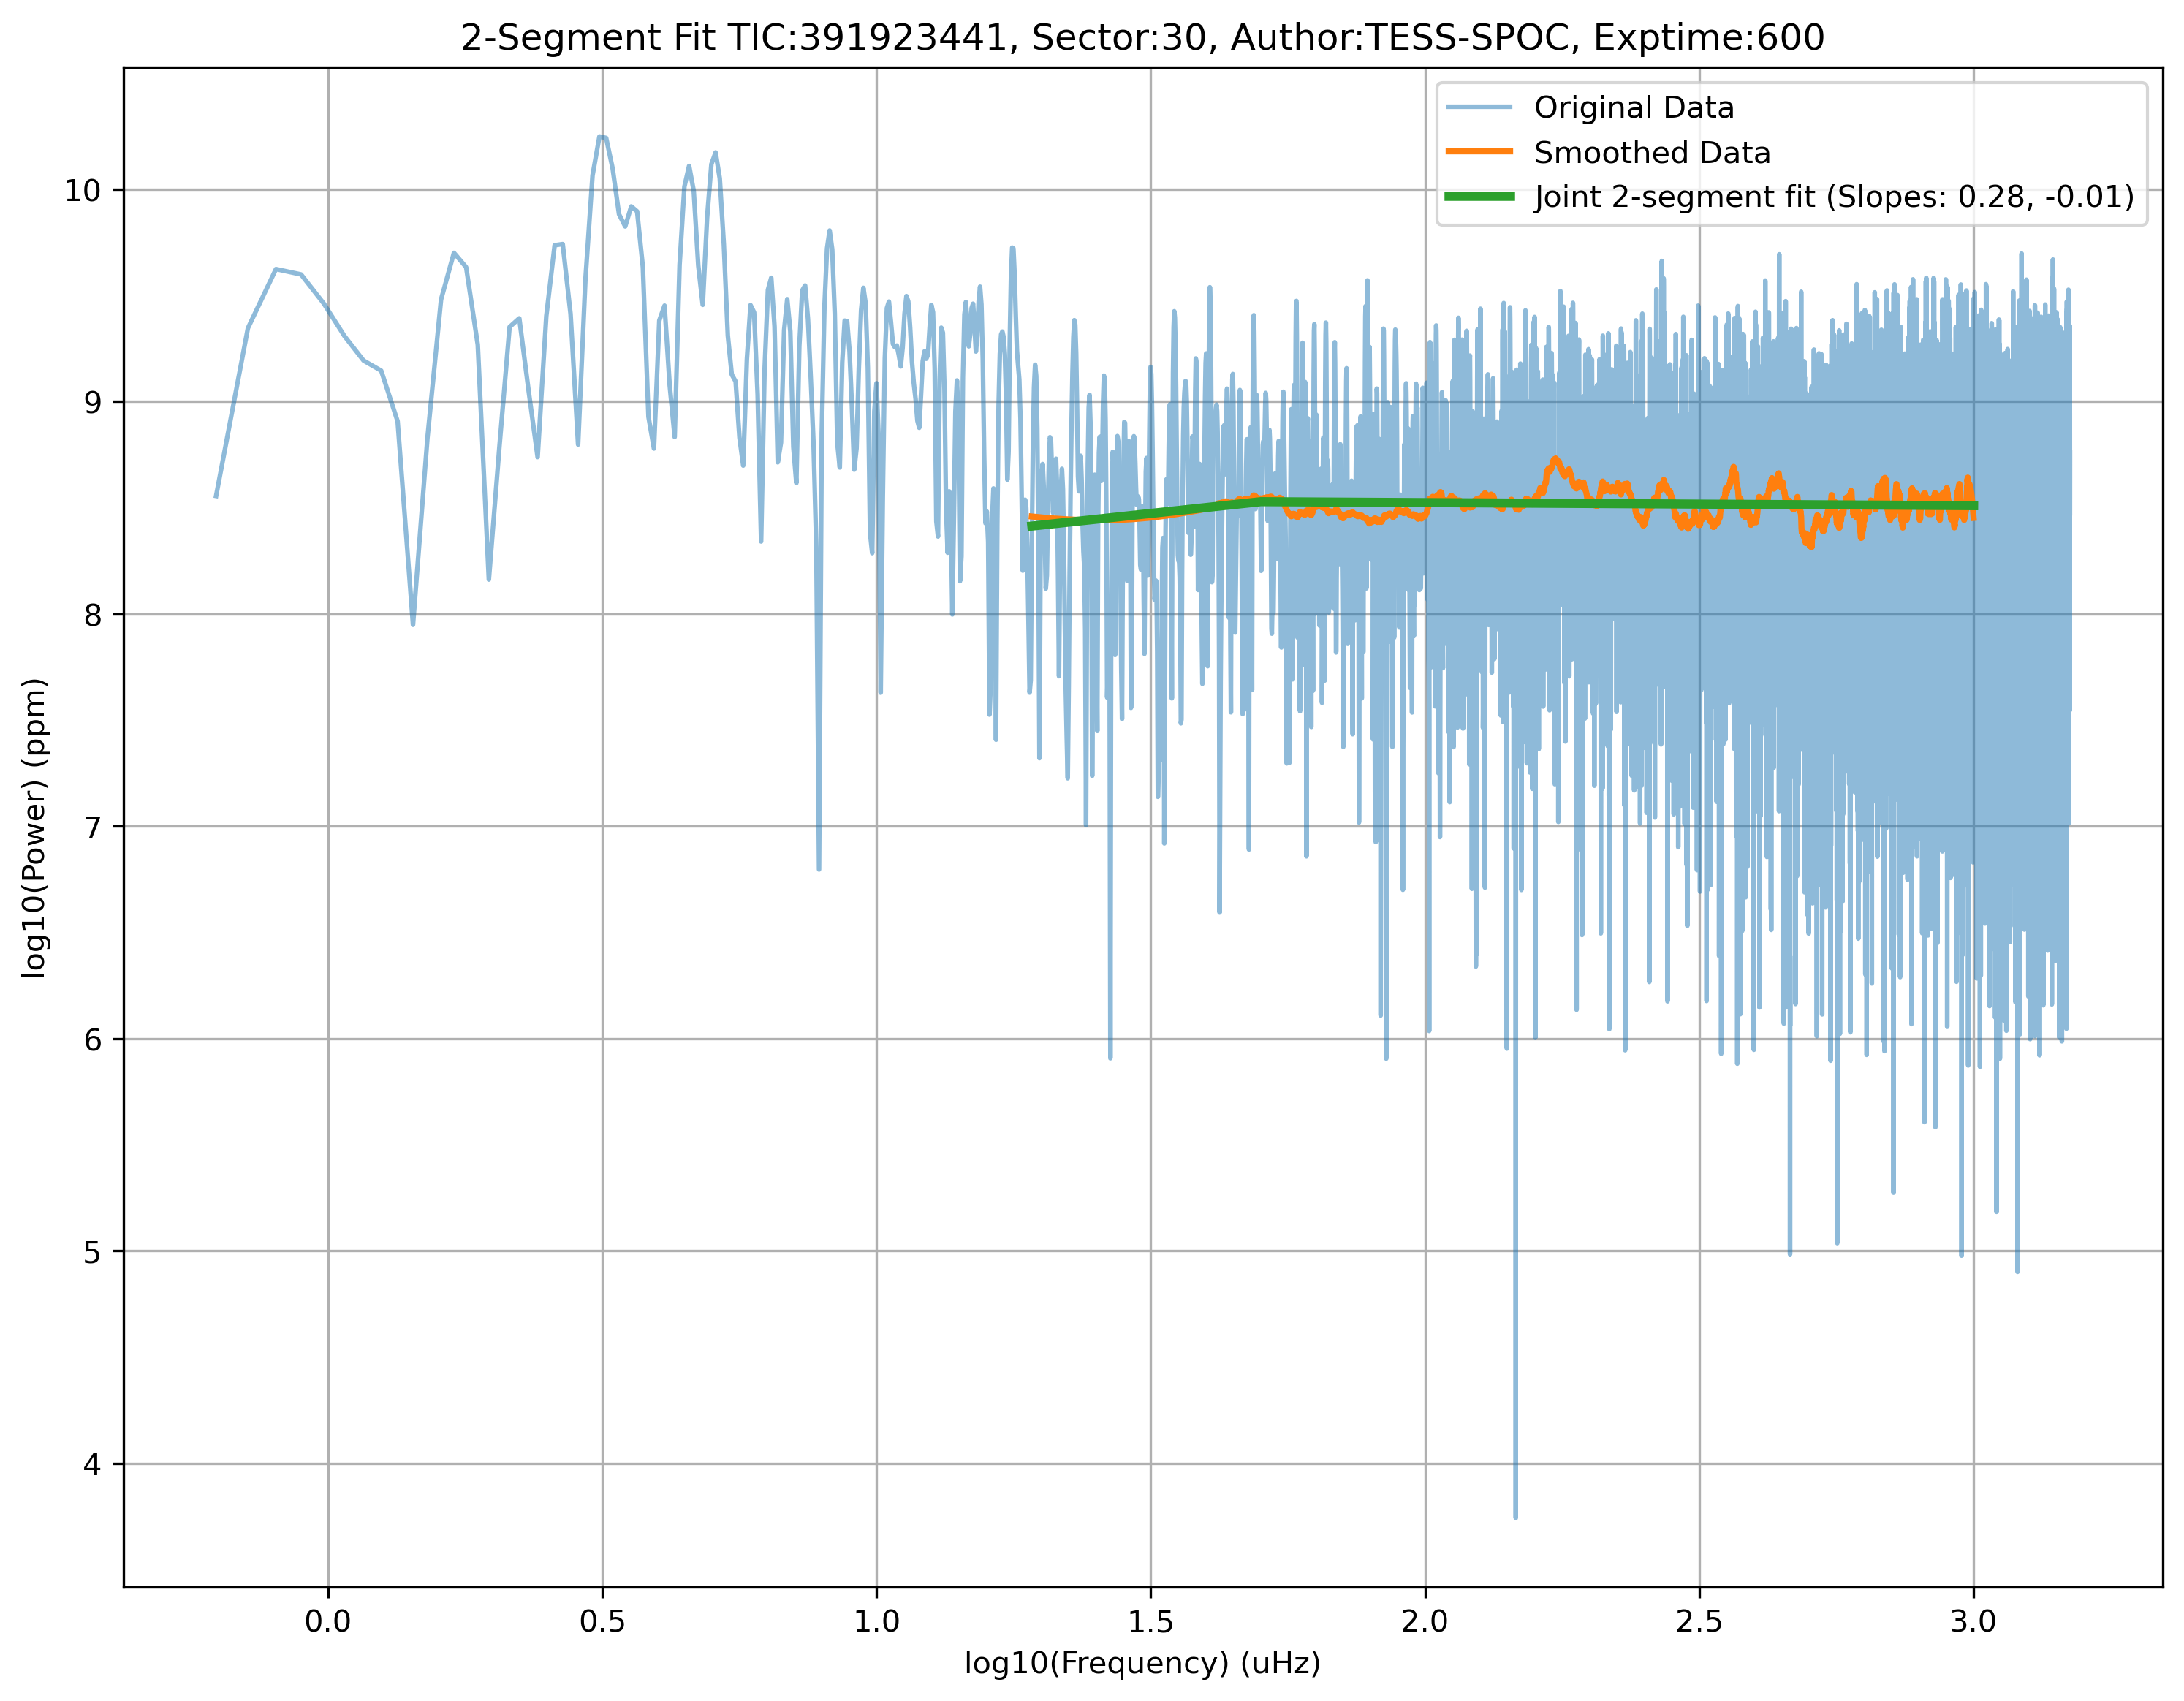 2-Segment Fit TIC:391923441, Sector:30, Author:TESS-SPOC, Exptime:600
Original Data
Smoothed Data
Joint 2-segment fit (Slopes: 0.28, -0.01)
log10(Power) (ppm)
10
9
8
7
6
5
4
0.0 0.5 1.0 1.5 2.0 2.5 3.0
log10(Frequency) (uHz)